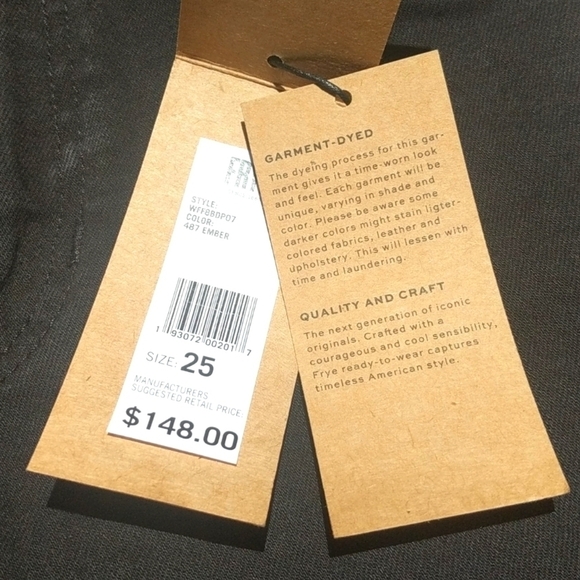 STYLE:
WFF080P07
COLOR:
487 EMBER
1 93072 00201 7
SIZE: 25
MANUFACTURERS
SUGGESTED RETAIL PRICE
$148.00
GARMENT-DYED
The dyeing process for this gar-
ment gives it a time-worn look
and feel. Each garment will be
unique, varying in shade and
color. Please be aware some
darker colors might stain ligter-
colored fabrics, leather and
upholstery. This will lessen with
time and laundering.
QUALITY AND CRAFT
The next generation of iconic
originals. Crafted with a
courageous and cool sensibility,
Frye ready-to-wear captures
timeless American style.